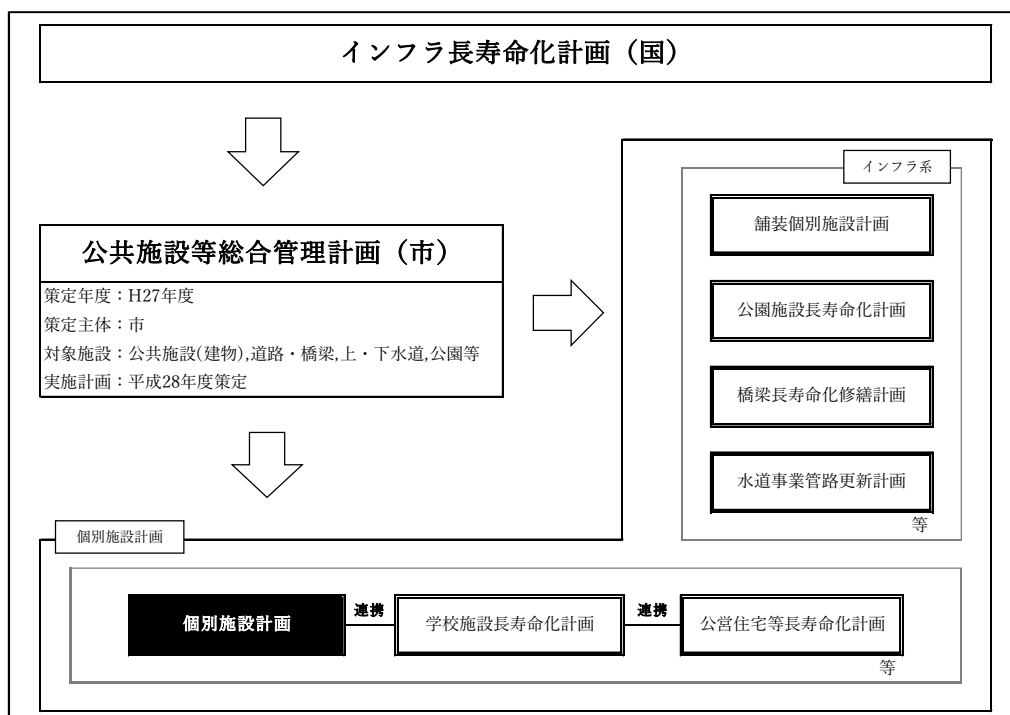 インフラ長寿命化計画（国）
公共施設等総合管理計画（市）
策定年度：H27年度
策定主体：市
対象施設：公共施設(建物),道路・橋梁,上・下水道,公園等
実施計画：平成28年度策定
インフラ系
舗装個別施設計画
公園施設長寿命化計画
橋梁長寿命化修繕計画
水道事業管路更新計画
等
個別施設計画
個別施設計画
連携
学校施設長寿命化計画
連携
公営住宅等長寿命化計画
等